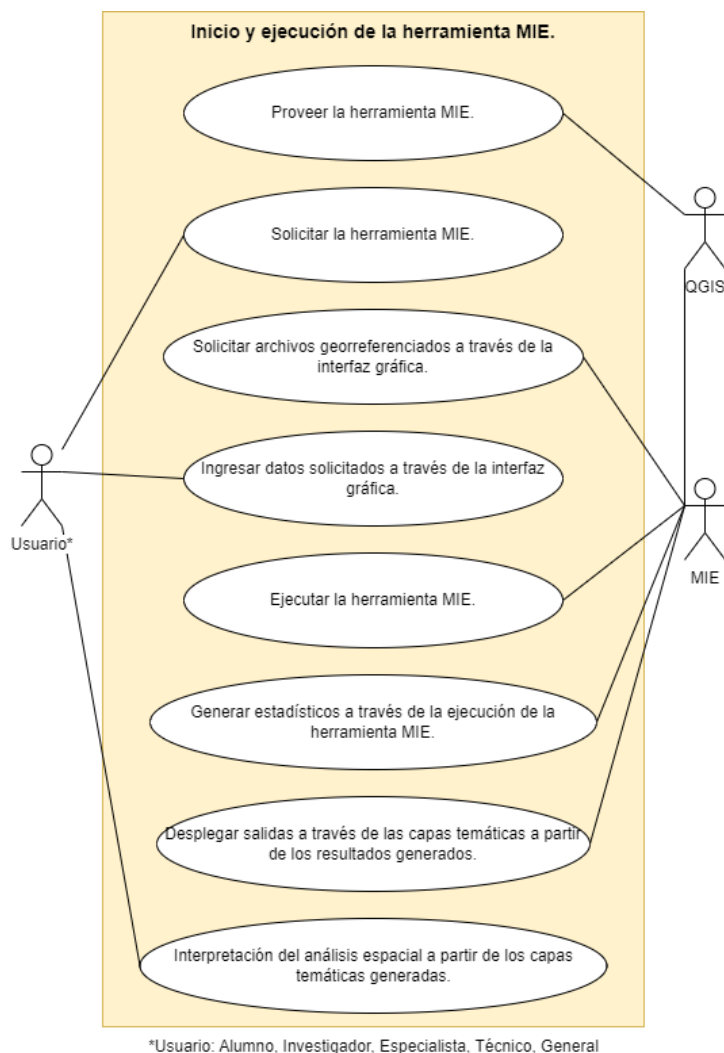 Inicio y ejecución de la herramienta MIE.
Proveer la herramienta MIE.
Solicitar la herramienta MIE.
QGIS
Solicitar archivos georreferenciados a través de la
interfaz gráfica.
Ingresar datos solicitados a través de la interfaz
gráfica.
Usuario*
MIE
Ejecutar la herramienta MIE.
Generar estadísticos a través de la ejecución de la
herramienta MIE.
Desplegar salidas a través de las capas temáticas a partir
de los resultados generados.
Interpretación del análisis espacial a partir de los capas
temáticas generadas.
*Usuario: Alumno, Investigador, Especialista, Técnico, General